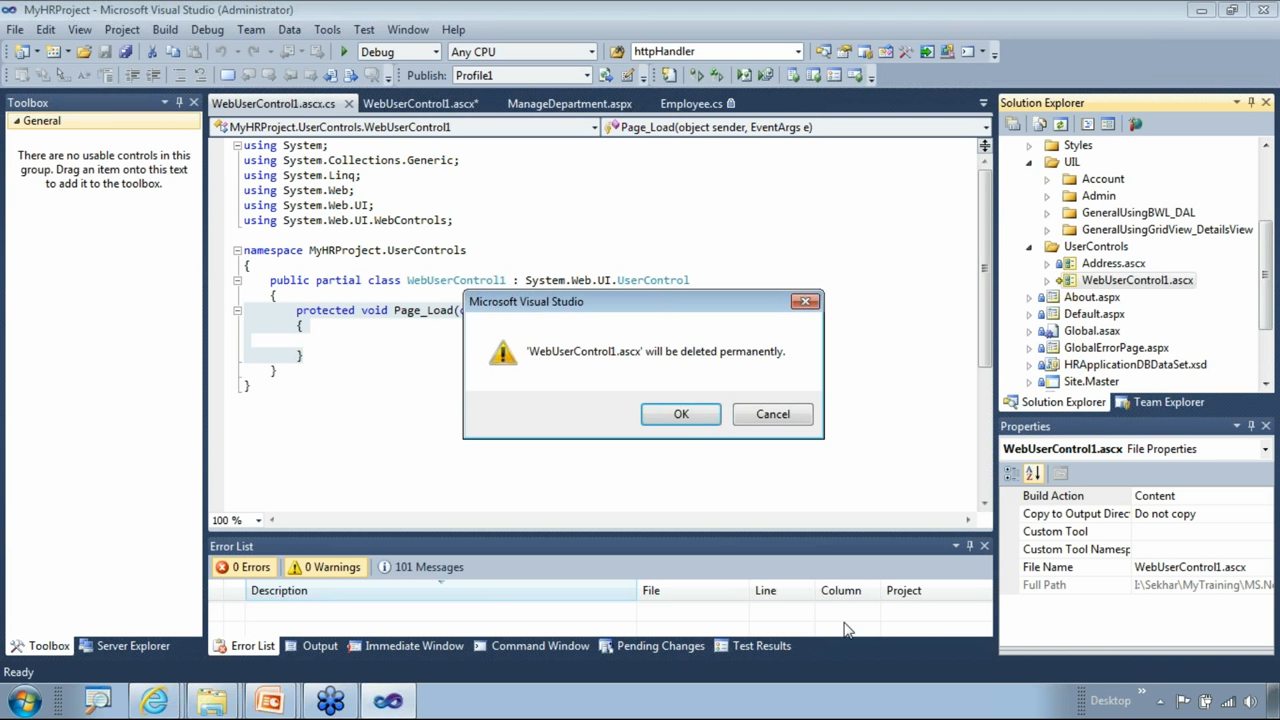 MyHRProject - Microsoft Visual Studio (Administrator)
File Edit View Project Build Debug Team Data Tools Test Window Help
Debug Any CPU httpHandler
Publish: Profile1
Toolbox
General
There are no usable controls in this
group. Drag an item onto this text
to add it to the toolbox.
WebUserControl1.ascx.cs WebUserControl1.ascx* ManageDepartment.aspx Employee.cs
MyHRProject.UserControls.WebUserControl1 Page_Load(object sender, EventArgs e)
using System;
using System.Collections.Generic;
using System.Linq;
using System.Web;
using System.Web.UI;
using System.Web.UI.WebControls;
namespace MyHRProject.UserControls
{
public partial class WebUserControl1 : System.Web.UI.UserControl
{
protected void Page_Load(
{
}
}
}
100 %
Microsoft Visual Studio
'WebUserControl1.ascx' will be deleted permanently.
OK Cancel
Error List
0 Errors 0 Warnings 101 Messages
Description File Line Column Project
Toolbox Server Explorer
Error List Output Immediate Window Command Window Pending Changes Test Results
Solution Explorer
Styles
UIL
Account
Admin
GeneralUsingBWL_DAL
GeneralUsingGridView_DetailsView
UserControls
Address.ascx
WebUserControl1.ascx
About.aspx
Default.aspx
Global.asax
GlobalErrorPage.aspx
HRApplicationDBDataSet.xsd
Site.Master
Solution Explorer Team Explorer
Properties
WebUserControl1.ascx File Properties
Build Action Content
Copy to Output Direc Do not copy
Custom Tool
Custom Tool Namesp
File Name WebUserControl1.ascx
Full Path I:\Sekhar\MyTraining\MS.Ne
Ready
Desktop